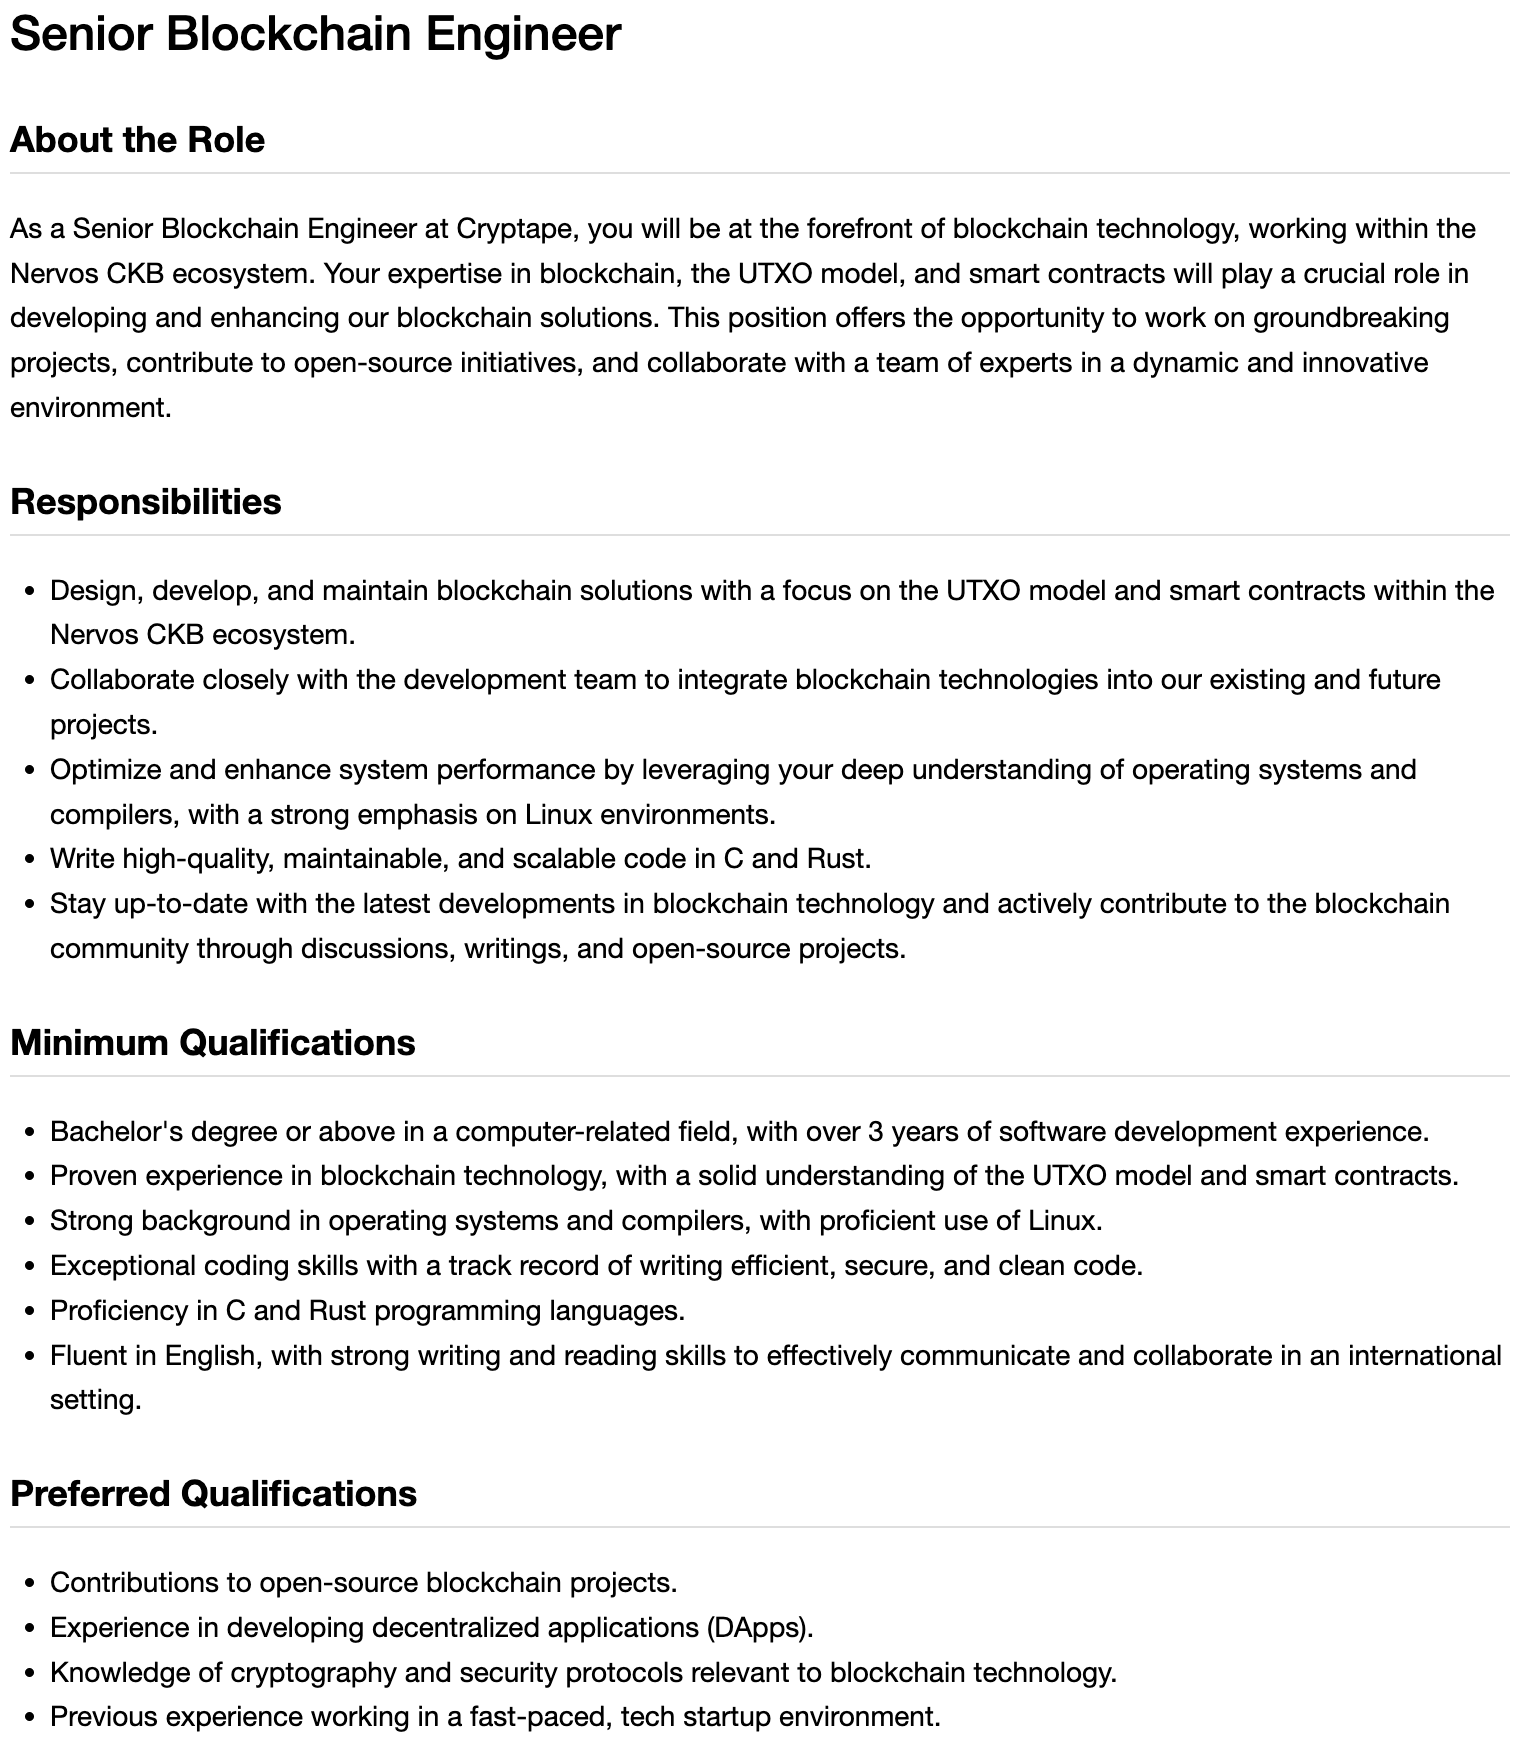 Senior Blockchain Engineer
About the Role
As a Senior Blockchain Engineer at Cryptape, you will be at the forefront of blockchain technology, working within the
Nervos CKB ecosystem. Your expertise in blockchain, the UTXO model, and smart contracts will play a crucial role in
developing and enhancing our blockchain solutions. This position offers the opportunity to work on groundbreaking
projects, contribute to open-source initiatives, and collaborate with a team of experts in a dynamic and innovative
environment.
Responsibilities
• Design, develop, and maintain blockchain solutions with a focus on the UTXO model and smart contracts within the
Nervos CKB ecosystem.
• Collaborate closely with the development team to integrate blockchain technologies into our existing and future
projects.
• Optimize and enhance system performance by leveraging your deep understanding of operating systems and
compilers, with a strong emphasis on Linux environments.
• Write high-quality, maintainable, and scalable code in C and Rust.
• Stay up-to-date with the latest developments in blockchain technology and actively contribute to the blockchain
community through discussions, writings, and open-source projects.
Minimum Qualifications
• Bachelor's degree or above in a computer-related field, with over 3 years of software development experience.
• Proven experience in blockchain technology, with a solid understanding of the UTXO model and smart contracts.
• Strong background in operating systems and compilers, with proficient use of Linux.
• Exceptional coding skills with a track record of writing efficient, secure, and clean code.
• Proficiency in C and Rust programming languages.
• Fluent in English, with strong writing and reading skills to effectively communicate and collaborate in an international
setting.
Preferred Qualifications
• Contributions to open-source blockchain projects.
• Experience in developing decentralized applications (DApps).
• Knowledge of cryptography and security protocols relevant to blockchain technology.
• Previous experience working in a fast-paced, tech startup environment.